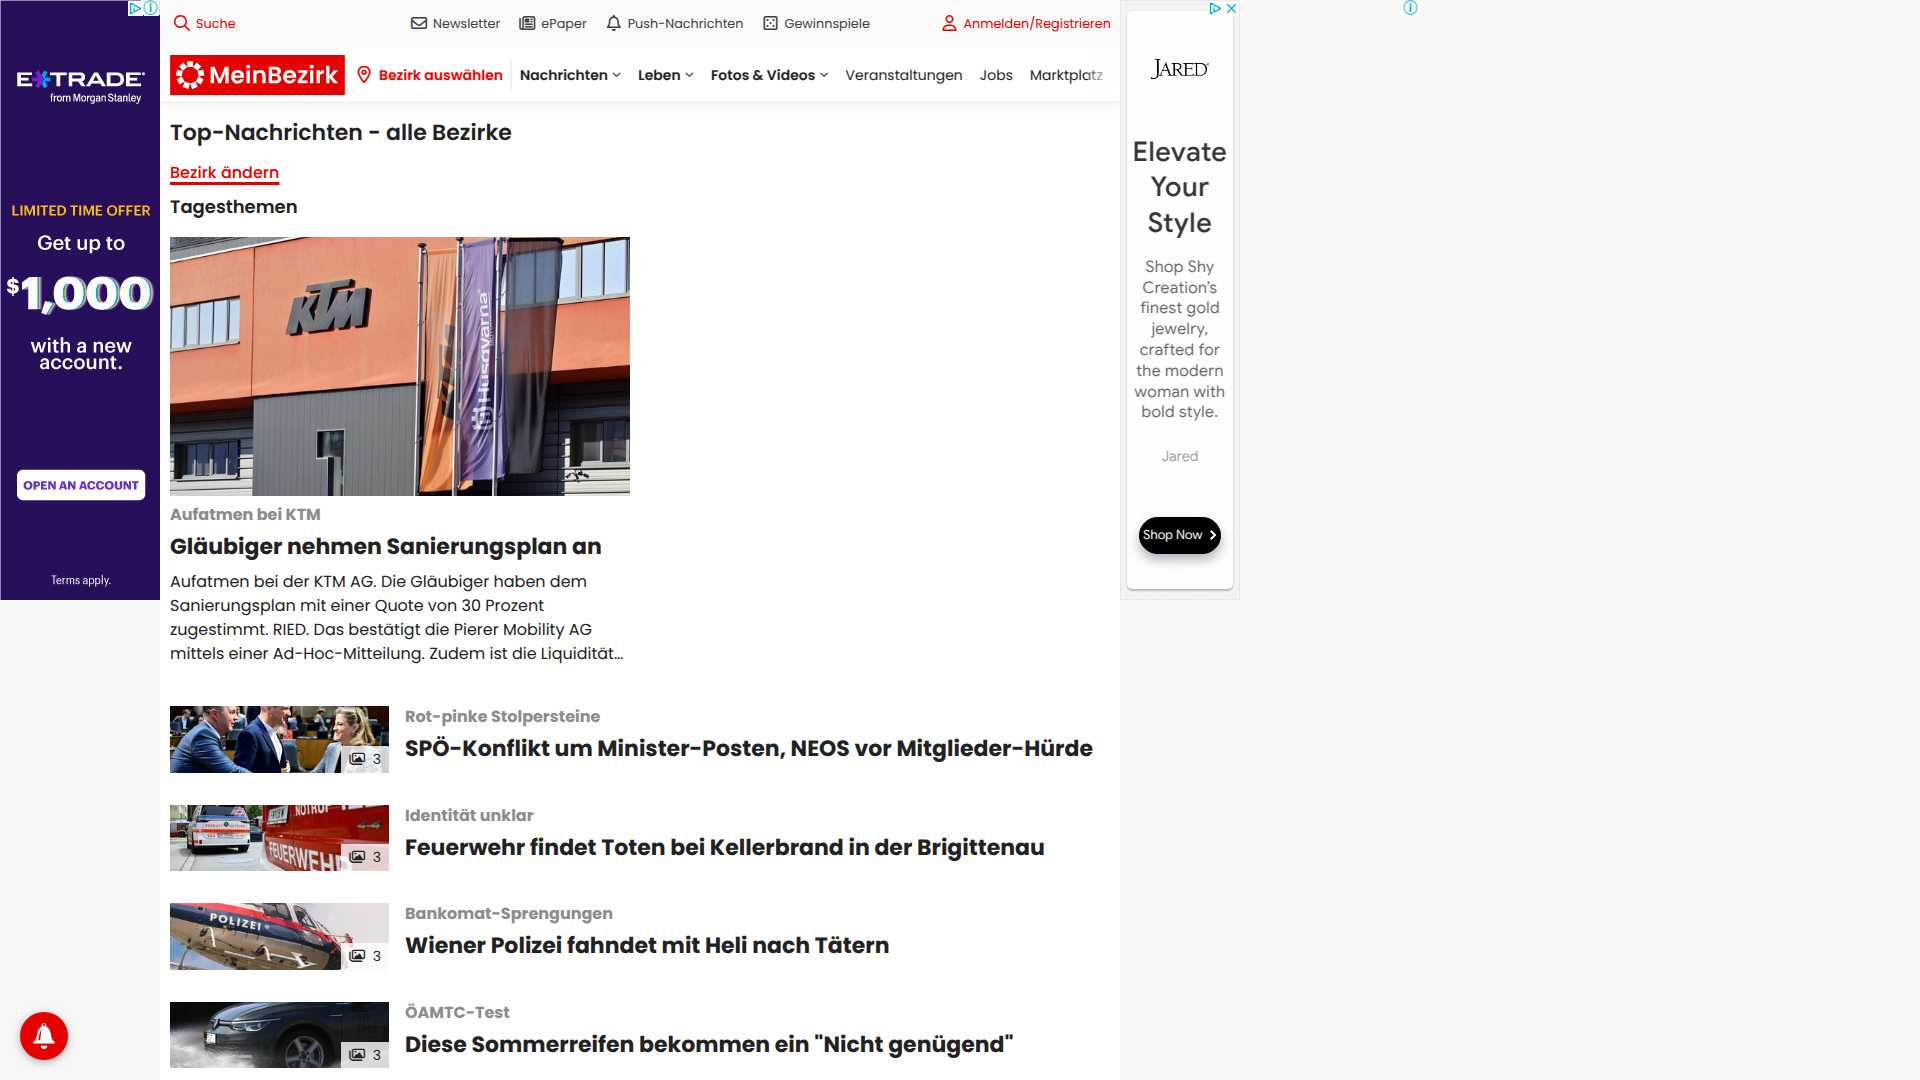 Suche
Newsletter
ePaper
Push-Nachrichten
Gewinnspiele
Anmelden/Registrieren
MeinBezirk
Bezirk auswählen
Nachrichten
Leben
Fotos & Videos
Veranstaltungen
Jobs
Marktplatz
E*TRADE
from Morgan Stanley
LIMITED TIME OFFER
Get up to
$1,000
with a new
account.
OPEN AN ACCOUNT
Terms apply.
Top-Nachrichten - alle Bezirke
Bezirk ändern
Tagesthemen
KTM
Husqvarna
Aufatmen bei KTM
Gläubiger nehmen Sanierungsplan an
Aufatmen bei der KTM AG. Die Gläubiger haben dem
Sanierungsplan mit einer Quote von 30 Prozent
zugestimmt. RIED. Das bestätigt die Pierer Mobility AG
mittels einer Ad-Hoc-Mitteilung. Zudem ist die Liquidität...
3
Rot-pinke Stolpersteine
SPÖ-Konflikt um Minister-Posten, NEOS vor Mitglieder-Hürde
NOTRUF
FEUERWEHR
3
Identität unklar
Feuerwehr findet Toten bei Kellerbrand in der Brigittenau
POLIZEI
3
Bankomat-Sprengungen
Wiener Polizei fahndet mit Heli nach Tätern
3
ÖAMTC-Test
Diese Sommerreifen bekommen ein "Nicht genügend"
JARED
Elevate
Your
Style
Shop Shy
Creation's
finest gold
jewelry,
crafted for
the modern
woman with
bold style.
Jared
Shop Now